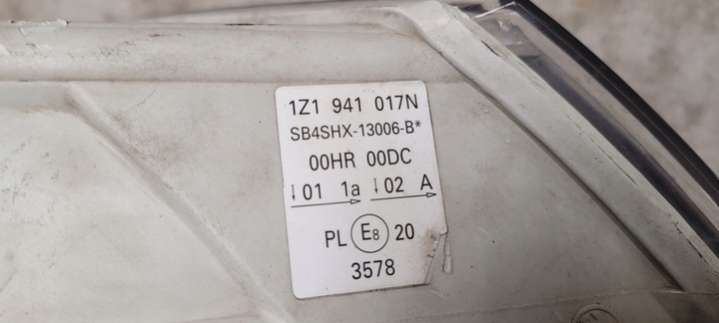 1Z1 941 017N
SB4SHX-13006-B*
00HR 00DC
↓01 1a ↓02 A
PL E8 20
3578